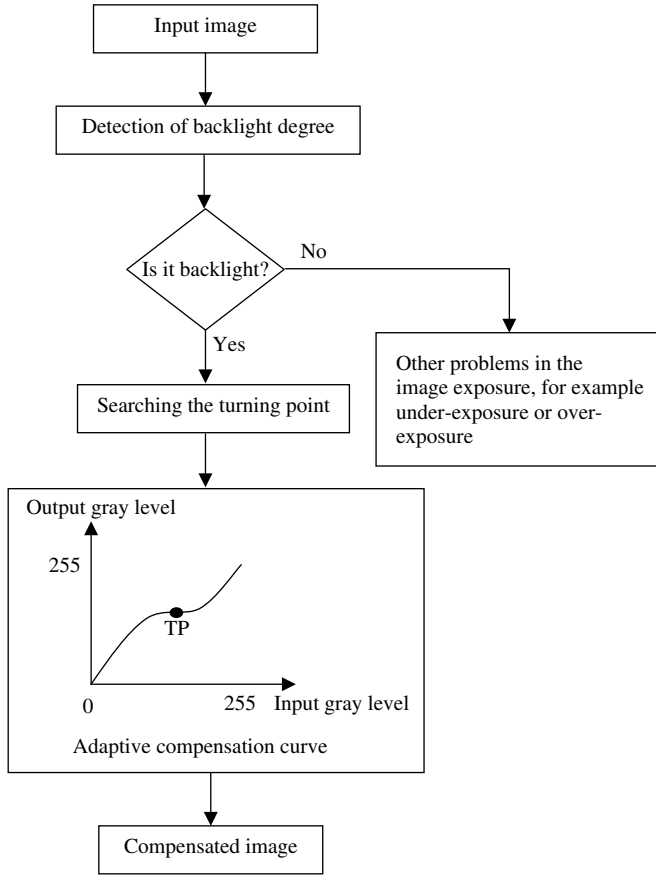 Input image
Detection of backlight degree
Is it backlight?
No
Yes
Other problems in the
image exposure, for example
under-exposure or over-
exposure
Searching the turning point
Output gray level
255
TP
0
255
Input gray level
Adaptive compensation curve
Compensated image